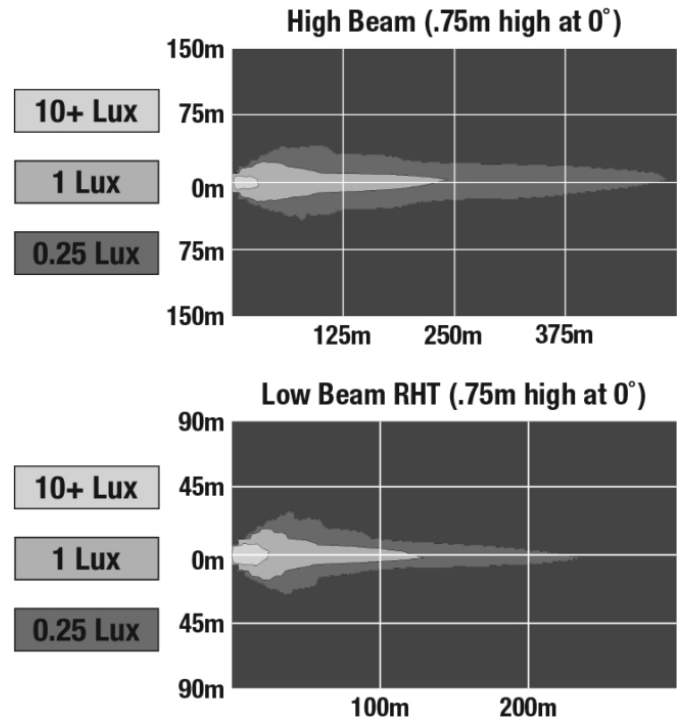 High Beam (.75m high at 0˚)
150m
10+ Lux
75m
1 Lux
0m
0.25 Lux
75m
150m
125m 250m 375m
Low Beam RHT (.75m high at 0˚)
90m
10+ Lux
45m
1 Lux
0m
0.25 Lux
45m
90m
100m 200m